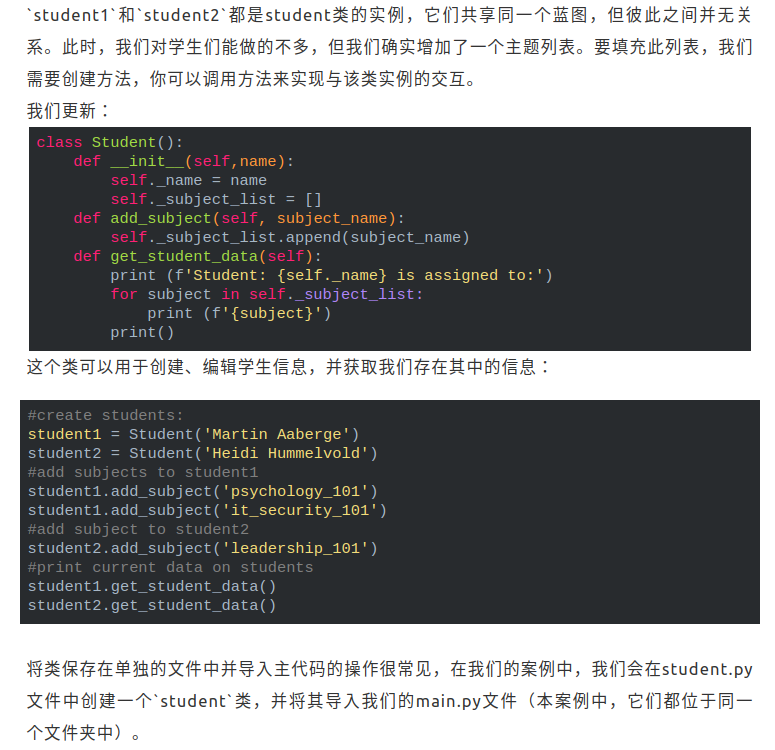 `student1`和`student2`都是student类的实例，它们共享同一个蓝图，但彼此之间并无关
系。此时，我们对学生们能做的不多，但我们确实增加了一个主题列表。要填充此列表，我们
需要创建方法，你可以调用方法来实现与该类实例的交互。
我们更新：
class Student():
    def __init__(self,name):
        self._name = name
        self._subject_list = []
    def add_subject(self, subject_name):
        self._subject_list.append(subject_name)
    def get_student_data(self):
        print (f'Student: {self._name} is assigned to:')
        for subject in self._subject_list:
            print (f'{subject}')
        print()
这个类可以用于创建、编辑学生信息，并获取我们存在其中的信息：
#create students:
student1 = Student('Martin Aaberge')
student2 = Student('Heidi Hummelvold')
#add subjects to student1
student1.add_subject('psychology_101')
student1.add_subject('it_security_101')
#add subject to student2
student2.add_subject('leadership_101')
#print current data on students
student1.get_student_data()
student2.get_student_data()
将类保存在单独的文件中并导入主代码的操作很常见，在我们的案例中，我们会在student.py
文件中创建一个`student`类，并将其导入我们的main.py文件（本案例中，它们都位于同一
个文件夹中）。